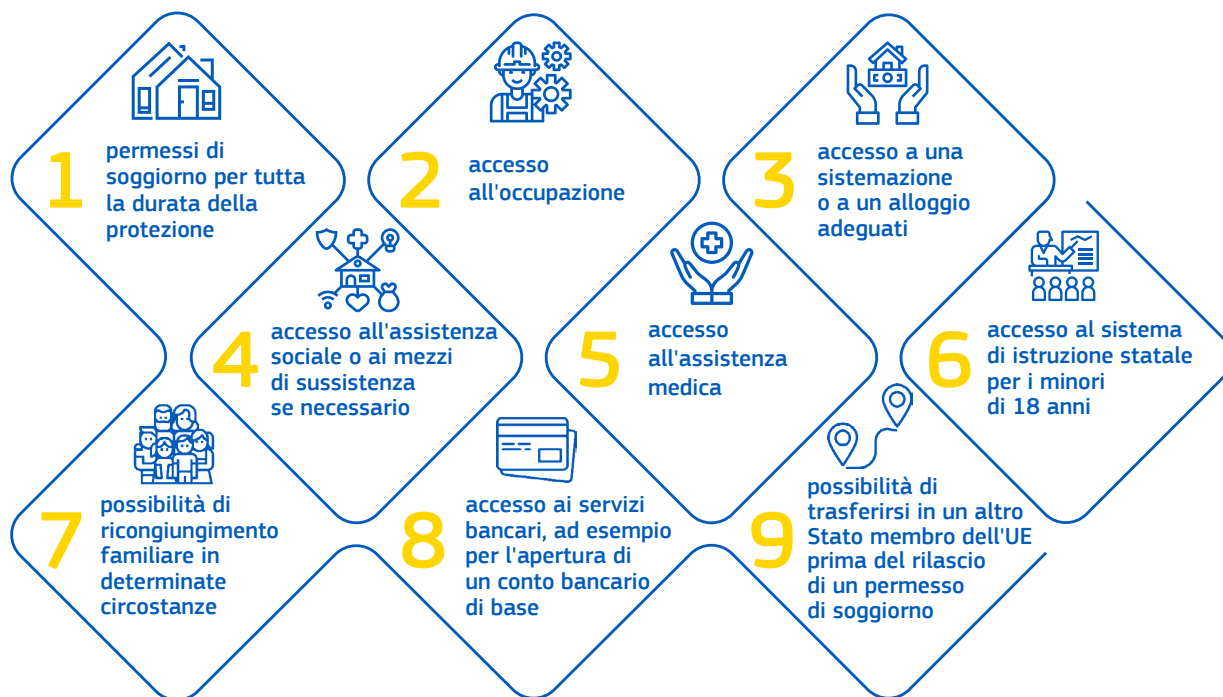 1
permessi di
soggiorno per tutta
la durata della
protezione
2
accesso
all'occupazione
3
accesso a una
sistemazione
o a un alloggio
adeguati
4
accesso all'assistenza
sociale o ai mezzi
di sussistenza
se necessario
5
accesso
all'assistenza
medica
6
accesso al sistema
di istruzione statale
per i minori
di 18 anni
7
possibilità di
ricongiungimento
familiare in
determinate
circostanze
8
accesso ai servizi
bancari, ad esempio
per l'apertura di
un conto bancario
di base
9
possibilità di
trasferirsi in un altro
Stato membro dell'UE
prima del rilascio
di un permesso
di soggiorno